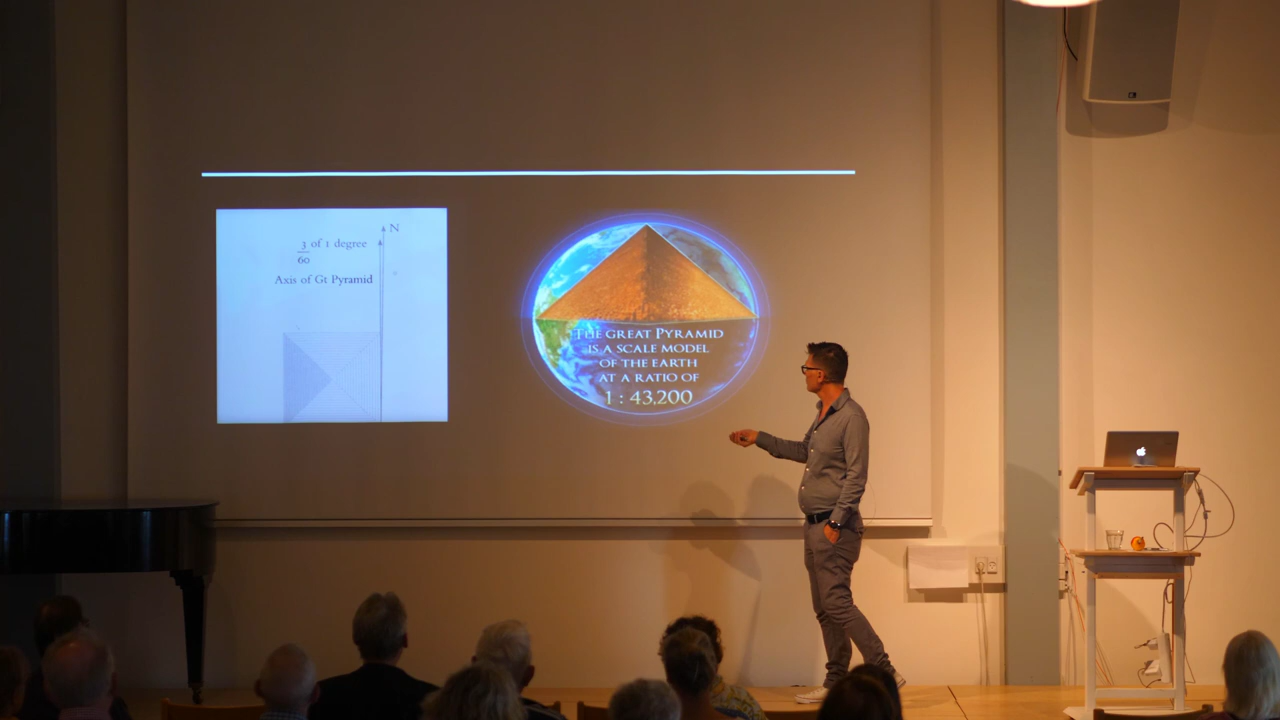 N
3 of 1 degree
60
Axis of Gt Pyramid
THE GREAT PYRAMID
IS A SCALE MODEL
OF THE EARTH
AT A RATIO OF
1 : 43,200